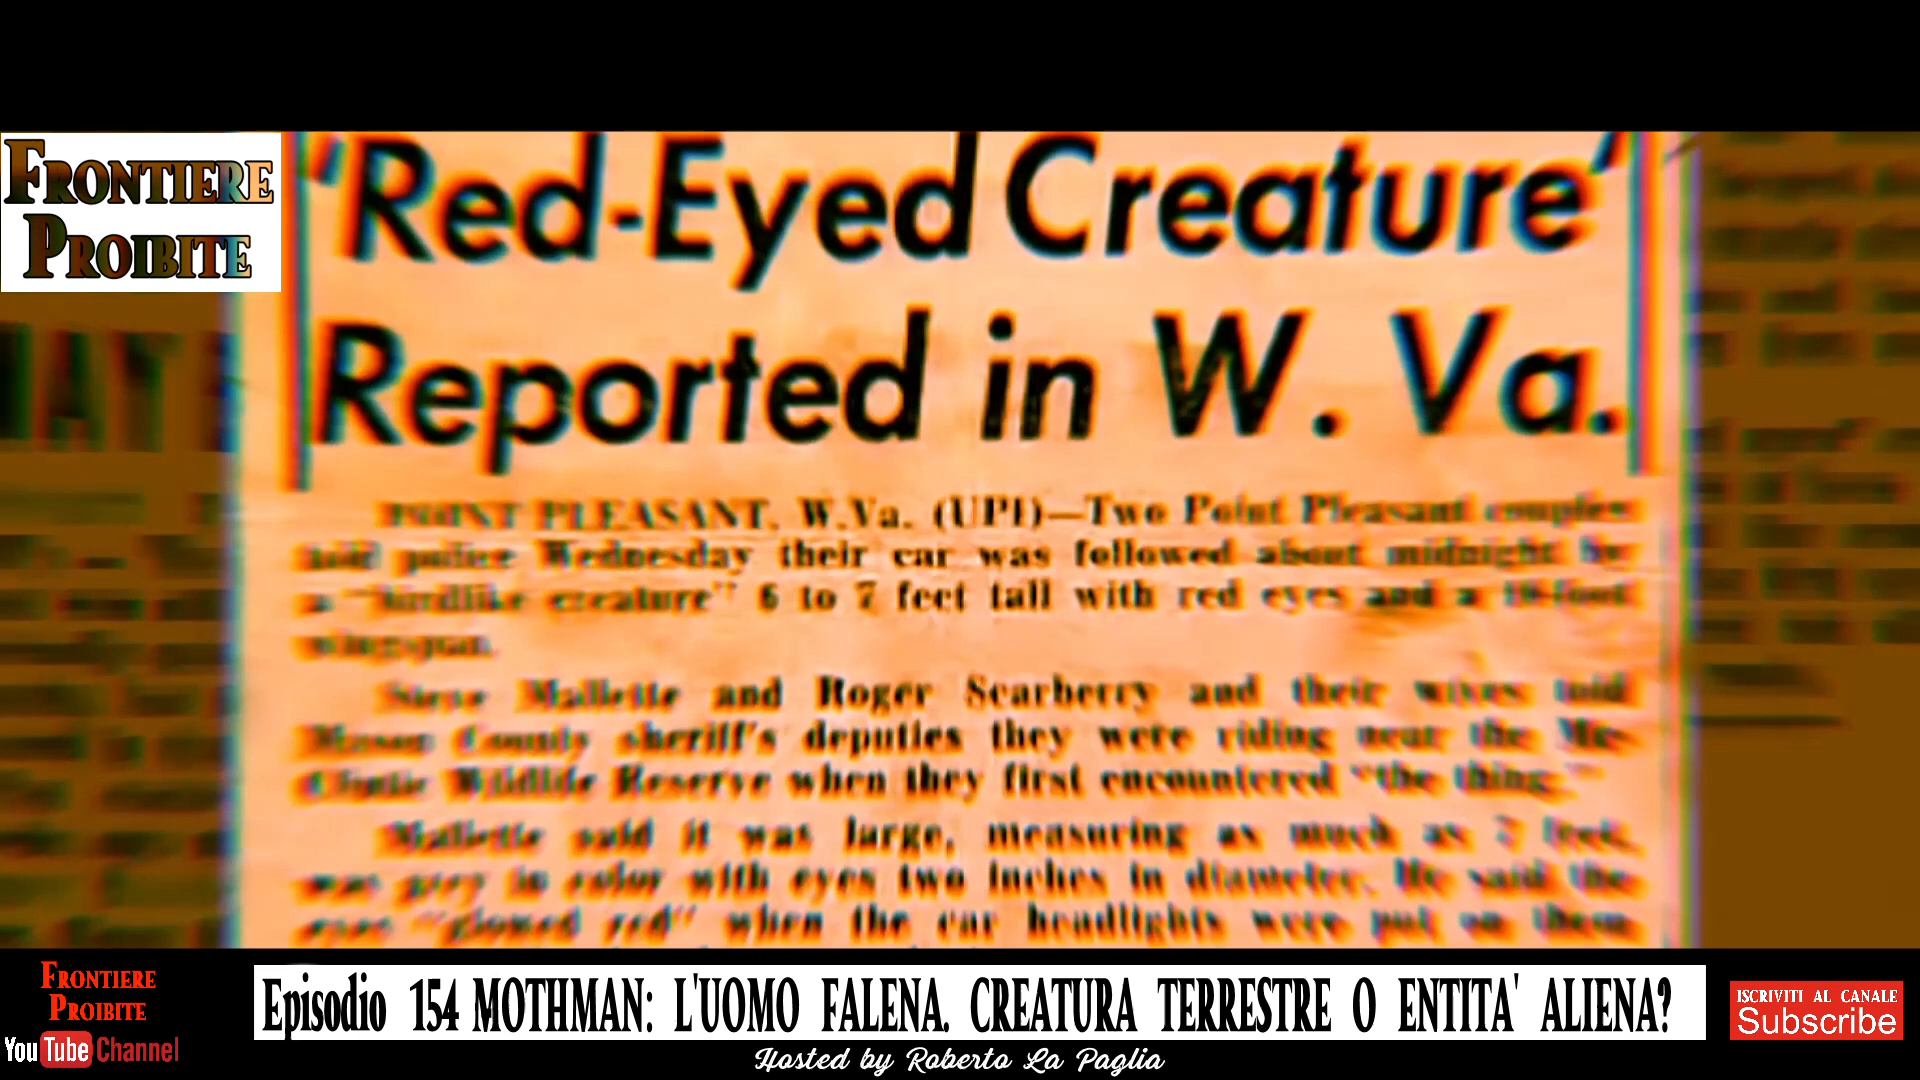 FRONTIERE
PROIBITE
'Red-Eyed Creature'
Reported in W. Va.
POINT PLEASANT, W.Va. (UPI)—Two Point Pleasant couples
told police Wednesday their car was followed about midnight by
a "birdlike creature" 6 to 7 feet tall with red eyes and a 10-foot
wing-span.
Steve Mallette and Roger Scarberry and their wives told
Mason County sheriff's deputies they were riding near the Mc-
Clintic Wildlife Reserve when they first encountered "the thing."
Mallette said it was large, measuring as much as 7 feet,
was grey in color with eyes two inches in diameter. He said the
eyes "glowed red" when the car headlights were put on them
FRONTIERE
PROIBITE
YouTube Channel
Episodio 154 MOTHMAN: L'UOMO FALENA. CREATURA TERRESTRE O ENTITA' ALIENA?
Hosted by Roberto La Paglia
ISCRIVITI AL CANALE
Subscribe